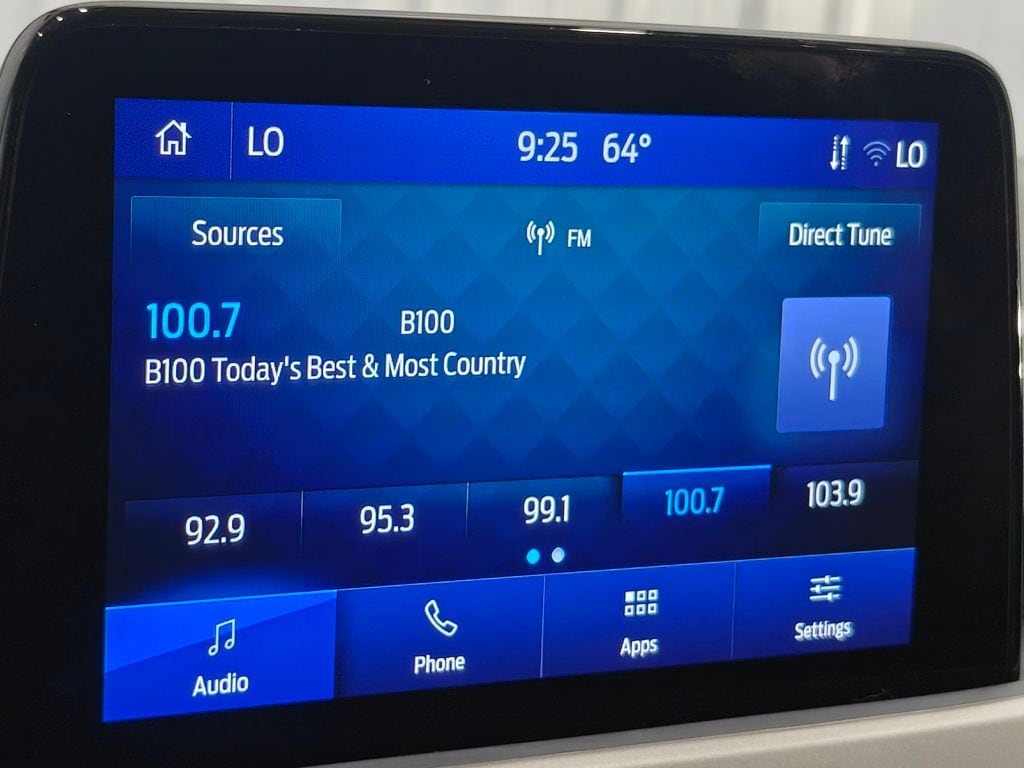 LO 9:25 64° LO
Sources FM Direct Tune
100.7 B100
B100 Today's Best & Most Country
92.9 95.3 99.1 100.7 103.9
Audio Phone Apps Settings